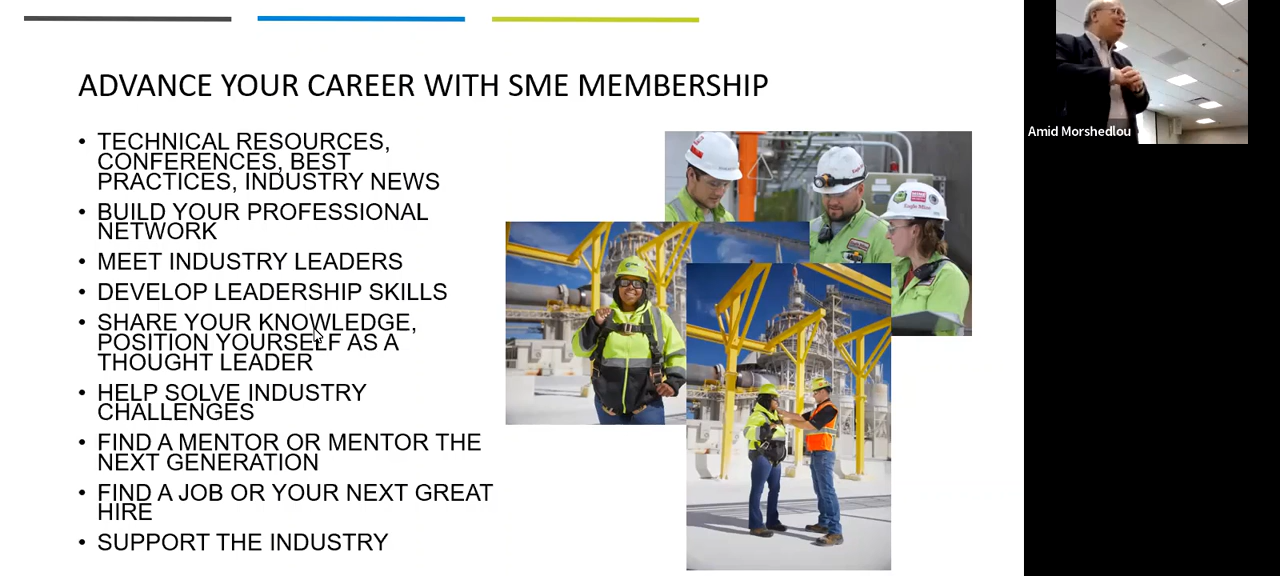 ADVANCE YOUR CAREER WITH SME MEMBERSHIP
• TECHNICAL RESOURCES,
CONFERENCES, BEST
PRACTICES, INDUSTRY NEWS
• BUILD YOUR PROFESSIONAL
NETWORK
• MEET INDUSTRY LEADERS
• DEVELOP LEADERSHIP SKILLS
• SHARE YOUR KNOWLEDGE,
POSITION YOURSELF AS A
THOUGHT LEADER
• HELP SOLVE INDUSTRY
CHALLENGES
• FIND A MENTOR OR MENTOR THE
NEXT GENERATION
• FIND A JOB OR YOUR NEXT GREAT
HIRE
• SUPPORT THE INDUSTRY
Eagle Mine
Amid Morshedlou